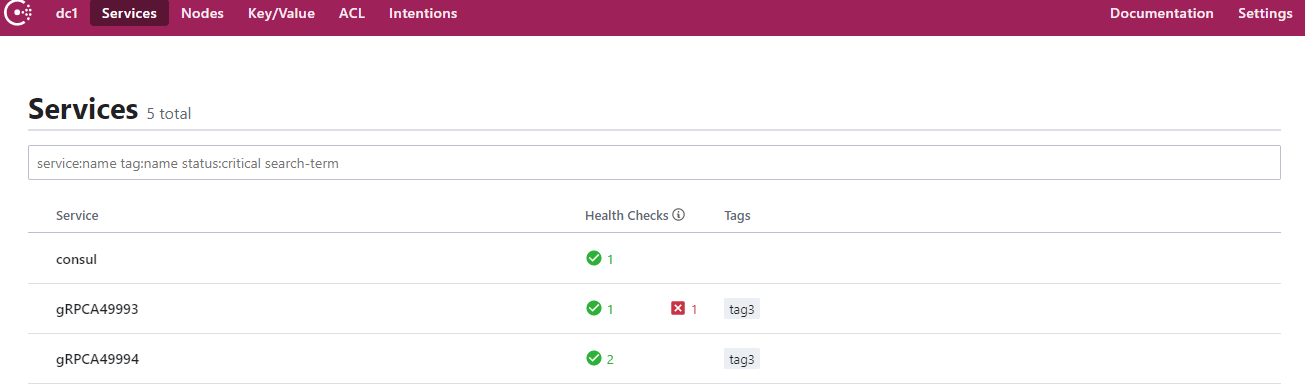 dc1 Services Nodes Key/Value ACL Intentions Documentation Settings
Services 5 total
service:name tag:name status:critical search-term
Service Health Checks Tags
consul 1
gRPCA49993 1 1 tag3
gRPCA49994 2 tag3